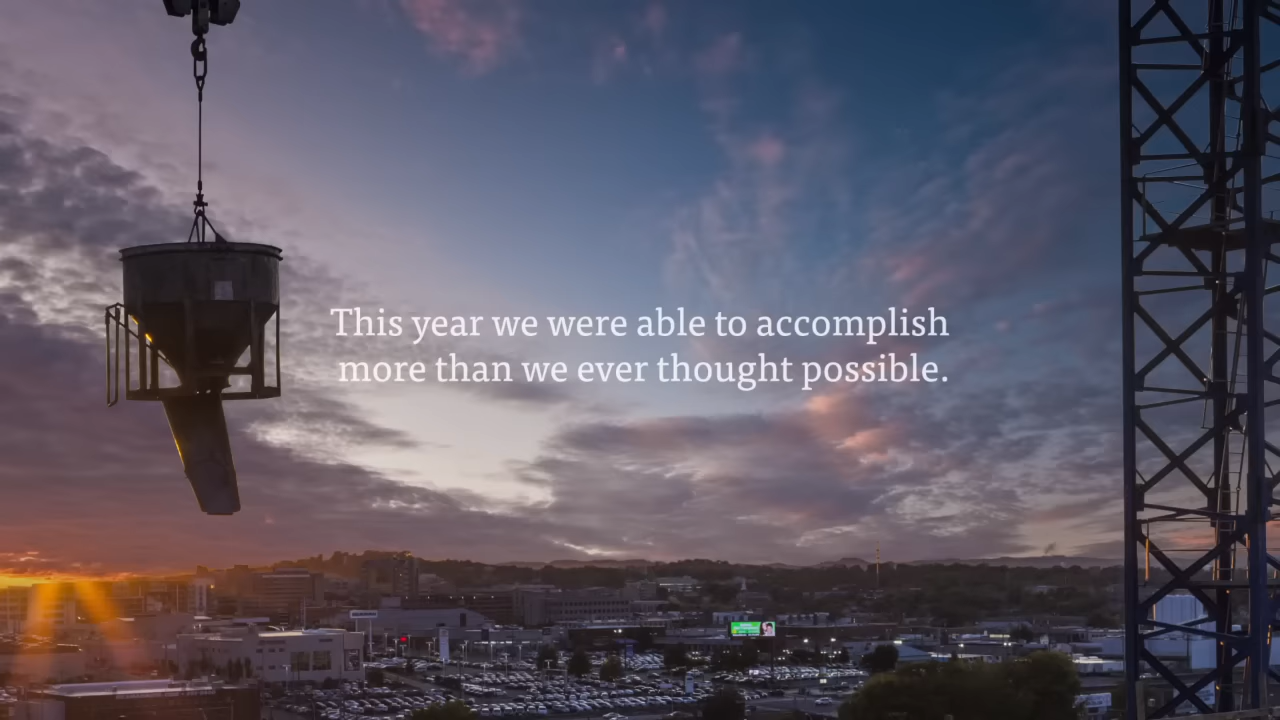 This year we were able to accomplish
more than we ever thought possible.